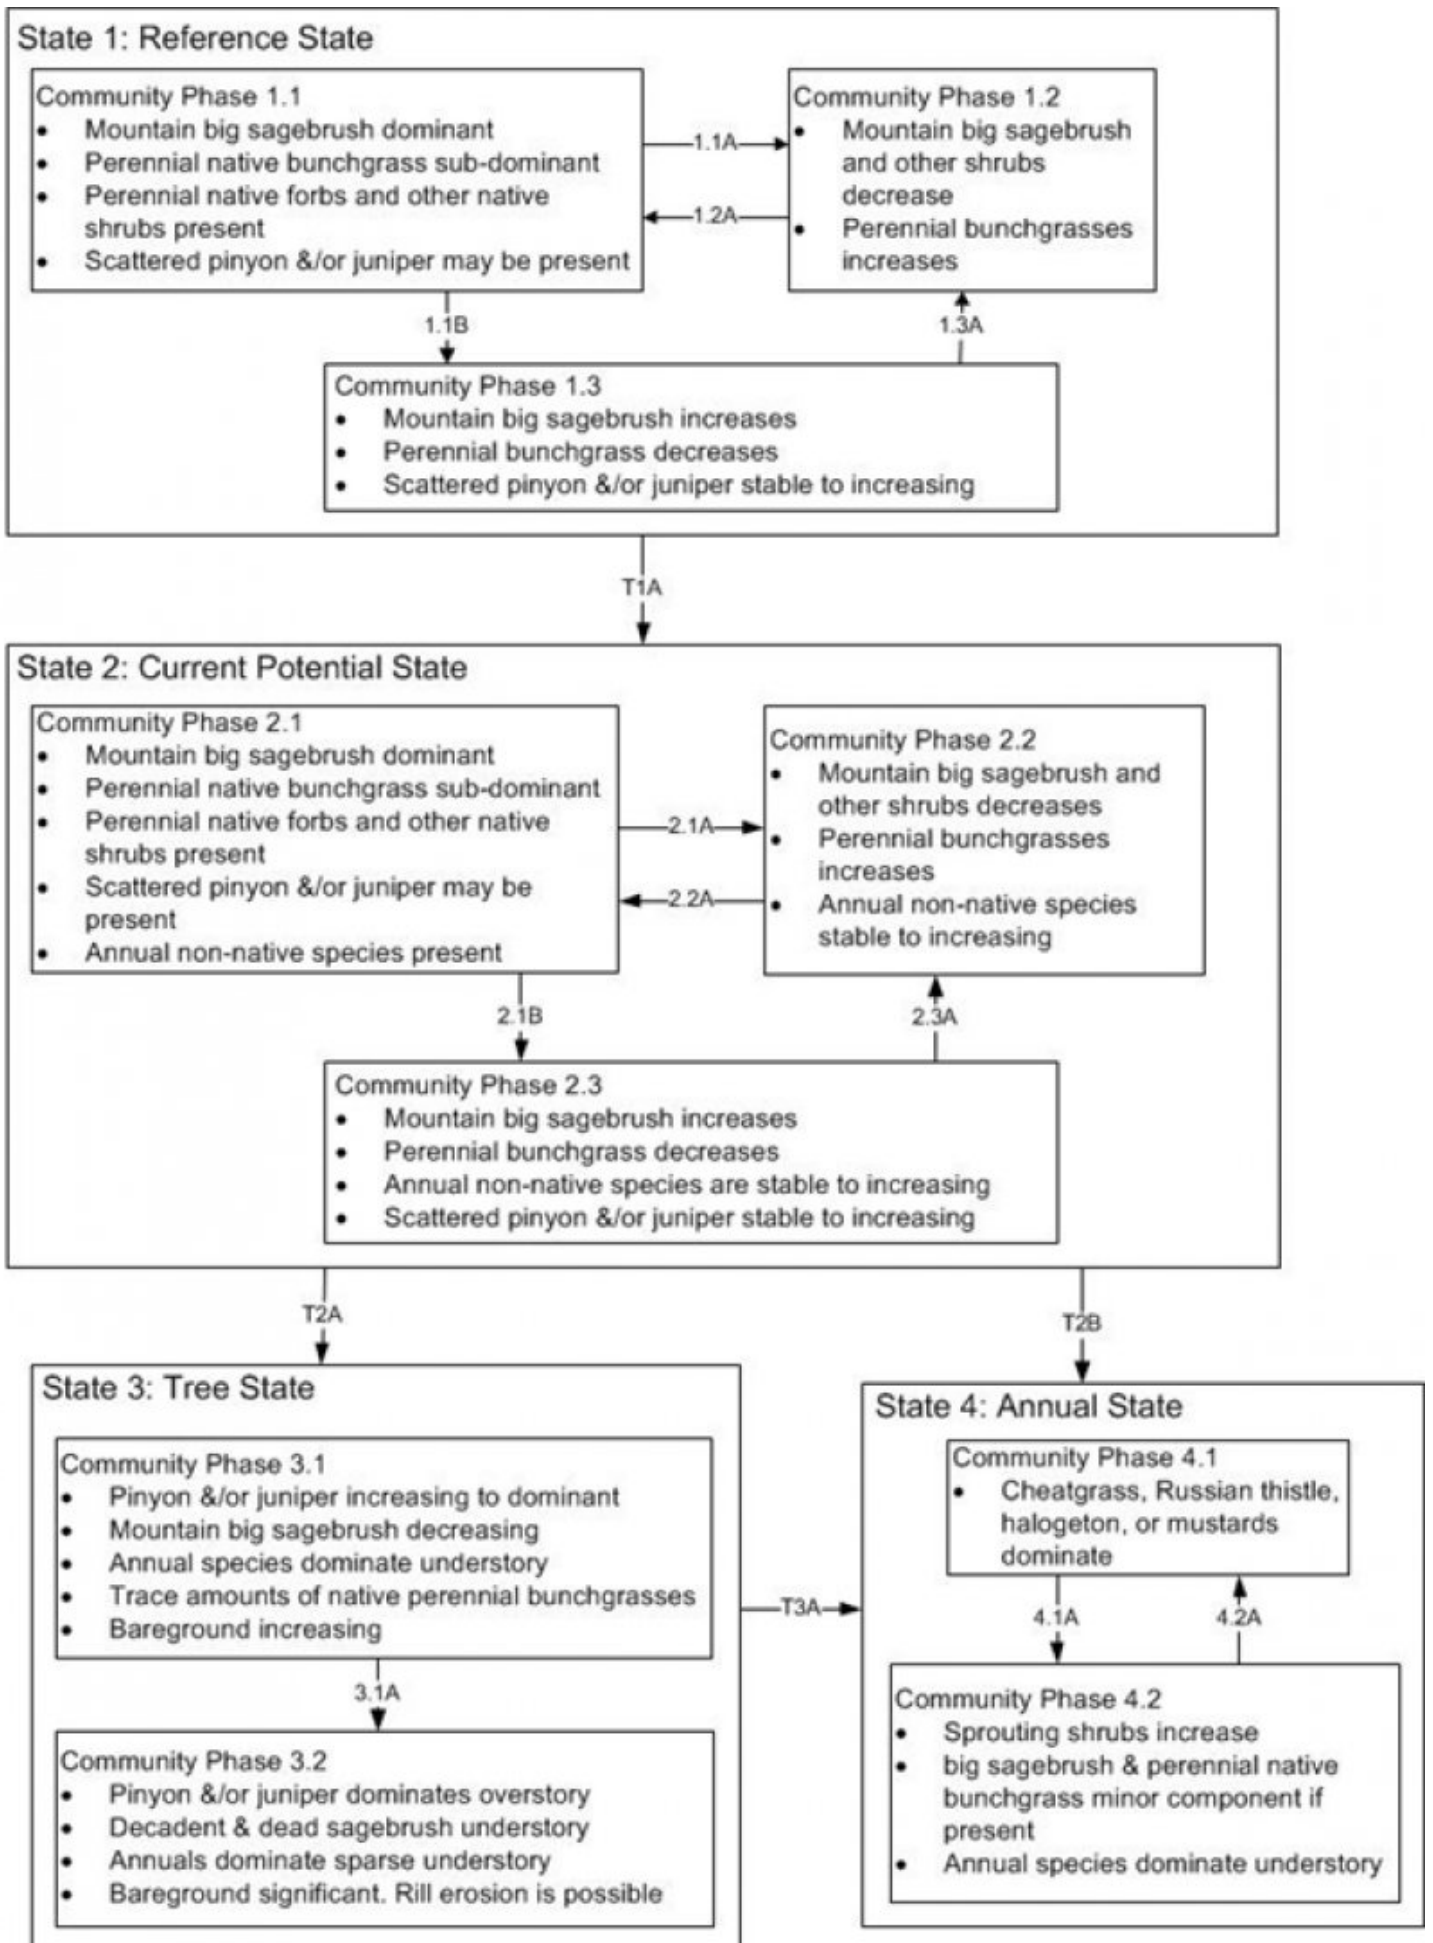 State 1: Reference State
Community Phase 1.1
• Mountain big sagebrush dominant
• Perennial native bunchgrass sub-dominant
• Perennial native forbs and other native
shrubs present
• Scattered pinyon &/or juniper may be present
1.1A
1.2A
Community Phase 1.2
• Mountain big sagebrush
and other shrubs
decrease
• Perennial bunchgrasses
increases
1.1B
1.3A
Community Phase 1.3
• Mountain big sagebrush increases
• Perennial bunchgrass decreases
• Scattered pinyon &/or juniper stable to increasing
T1A
State 2: Current Potential State
Community Phase 2.1
• Mountain big sagebrush dominant
• Perennial native bunchgrass sub-dominant
• Perennial native forbs and other native
shrubs present
• Scattered pinyon &/or juniper may be
present
• Annual non-native species present
2.1A
2.2A
Community Phase 2.2
• Mountain big sagebrush and
other shrubs decreases
• Perennial bunchgrasses
increases
• Annual non-native species
stable to increasing
2.1B
2.3A
Community Phase 2.3
• Mountain big sagebrush increases
• Perennial bunchgrass decreases
• Annual non-native species are stable to increasing
• Scattered pinyon &/or juniper stable to increasing
T2A
T2B
State 3: Tree State
Community Phase 3.1
• Pinyon &/or juniper increasing to dominant
• Mountain big sagebrush decreasing
• Annual species dominate understory
• Trace amounts of native perennial bunchgrasses
• Bareground increasing
3.1A
Community Phase 3.2
• Pinyon &/or juniper dominates overstory
• Decadent & dead sagebrush understory
• Annuals dominate sparse understory
• Bareground significant. Rill erosion is possible
T3A
State 4: Annual State
Community Phase 4.1
• Cheatgrass, Russian thistle,
halogeton, or mustards
dominate
4.1A
4.2A
Community Phase 4.2
• Sprouting shrubs increase
• big sagebrush & perennial native
bunchgrass minor component if
present
• Annual species dominate understory